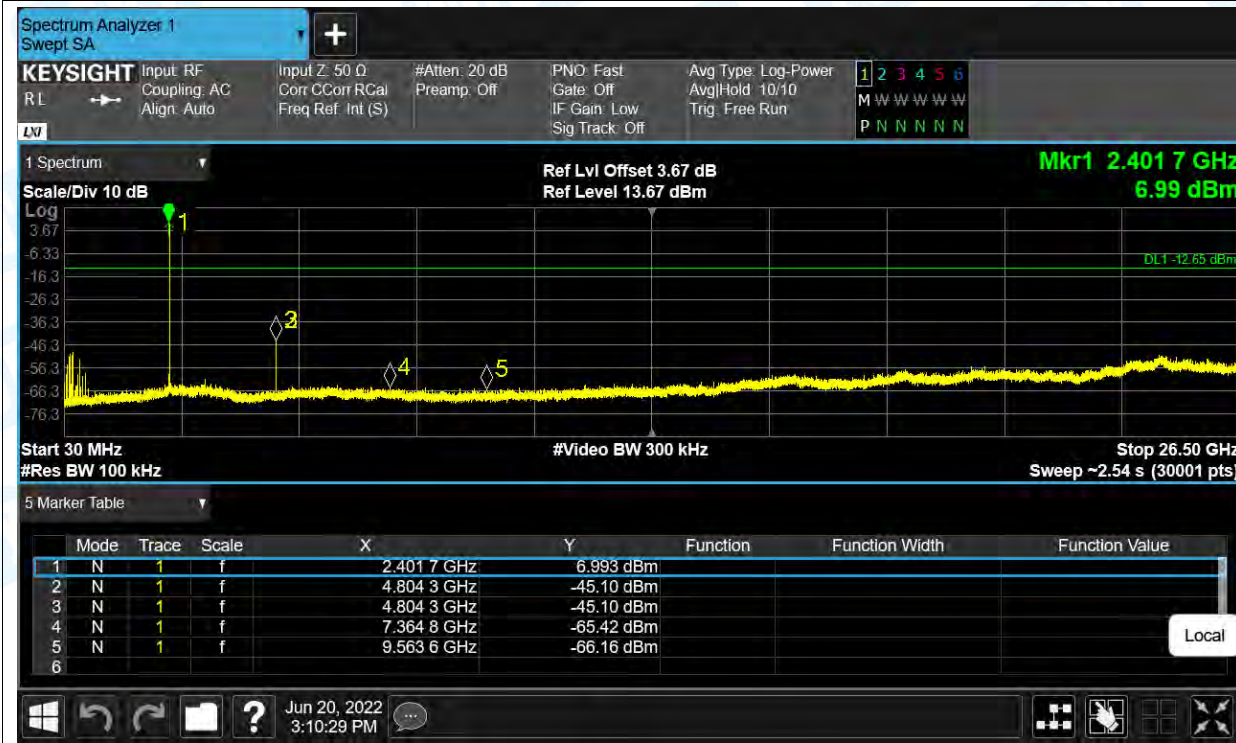 Spectrum Analyzer 1
Swept SA
KEYSIGHT
R L
LXI
Input: RF
Coupling: AC
Align: Auto
Input Z: 50 Ω
Corr CCorr RCal
Freq Ref: Int (S)
#Atten: 20 dB
Preamp: Off
PNO: Fast
Gate: Off
IF Gain: Low
Sig Track: Off
Avg Type: Log-Power
Avg|Hold: 10/10
Trig: Free Run
1 2 3 4 5 6
M W W W W W W
P N N N N N N
1 Spectrum
Scale/Div 10 dB
Ref Lvl Offset 3.67 dB
Ref Level 13.67 dBm
Mkr1 2.401 7 GHz
6.99 dBm
Log
3.67
-6.33
-16.3
-26.3
-36.3
-46.3
-56.3
-66.3
-76.3
1
3
4
5
DL1 -12.65 dBm
Start 30 MHz
#Res BW 100 kHz
#Video BW 300 kHz
Stop 26.50 GHz
Sweep ~2.54 s (30001 pts)
5 Marker Table
Mode Trace Scale X Y Function Function Width Function Value
1 N 1 f 2.401 7 GHz 6.993 dBm
2 N 1 f 4.804 3 GHz -45.10 dBm
3 N 1 f 4.804 3 GHz -45.10 dBm
4 N 1 f 7.364 8 GHz -65.42 dBm
5 N 1 f 9.563 6 GHz -66.16 dBm
6
Local
?
Jun 20, 2022
3:10:29 PM